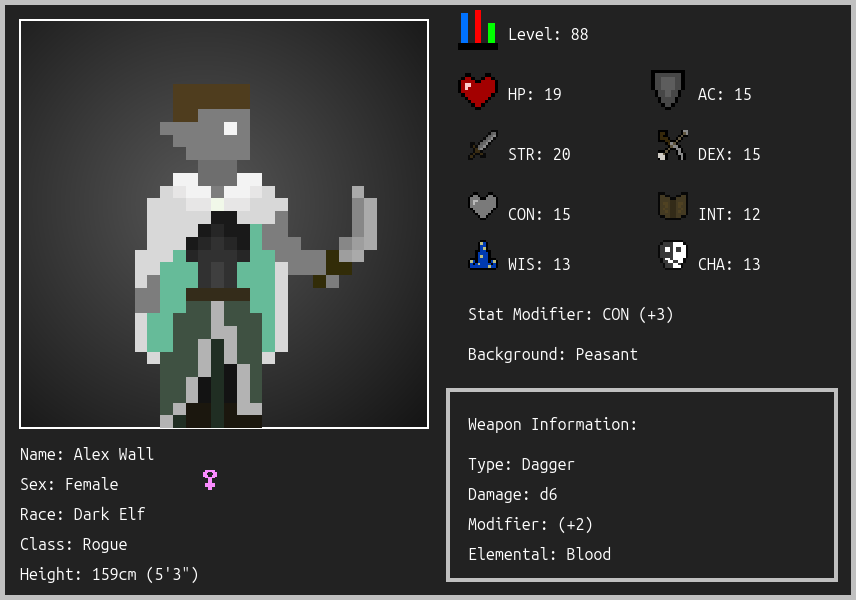 Level: 88
HP: 19
AC: 15
STR: 20
DEX: 15
CON: 15
INT: 12
WIS: 13
CHA: 13
Stat Modifier: CON (+3)
Background: Peasant
Weapon Information:
Type: Dagger
Damage: d6
Modifier: (+2)
Elemental: Blood
Name: Alex Wall
Sex: Female
Race: Dark Elf
Class: Rogue
Height: 159cm (5'3")